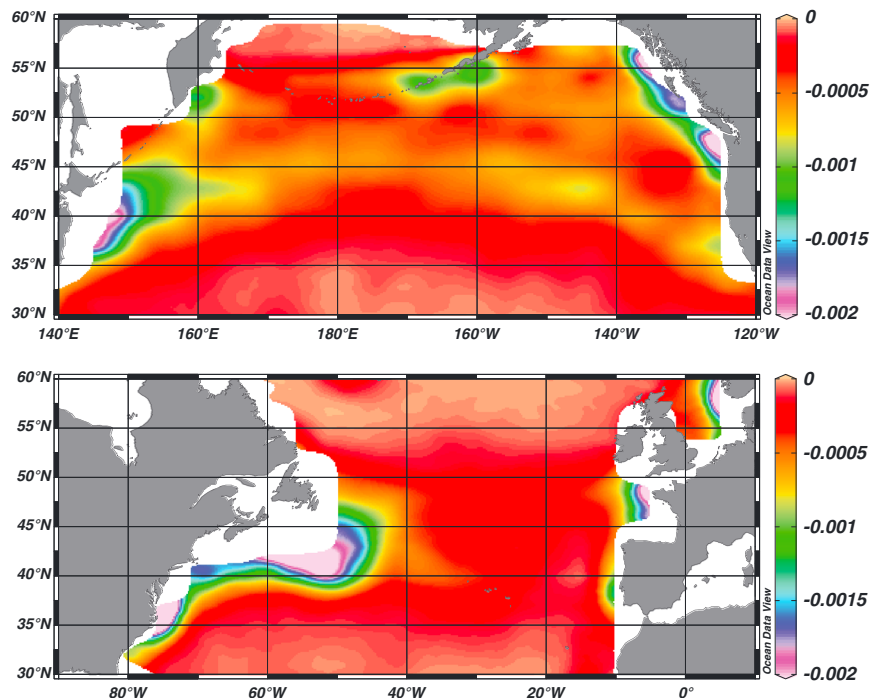 60°N
55°N
50°N
45°N
40°N
35°N
30°N
140°E
160°E
180°E
160°W
140°W
120°W
Ocean Data View
0
-0.0005
-0.001
-0.0015
-0.002
60°N
55°N
50°N
45°N
40°N
35°N
30°N
80°W
60°W
40°W
20°W
0°
Ocean Data View
0
-0.0005
-0.001
-0.0015
-0.002